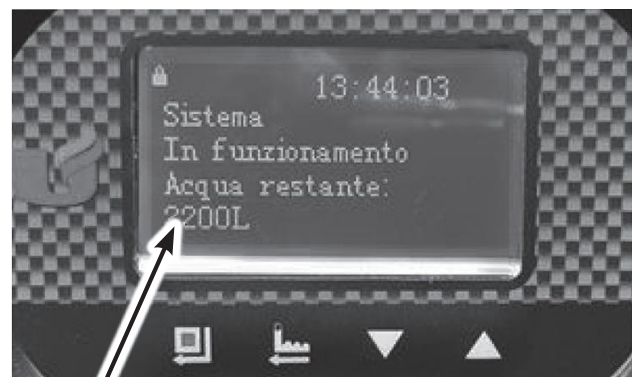 13:44:03
Sistema
In funzionamento
Acqua restante:
2200L